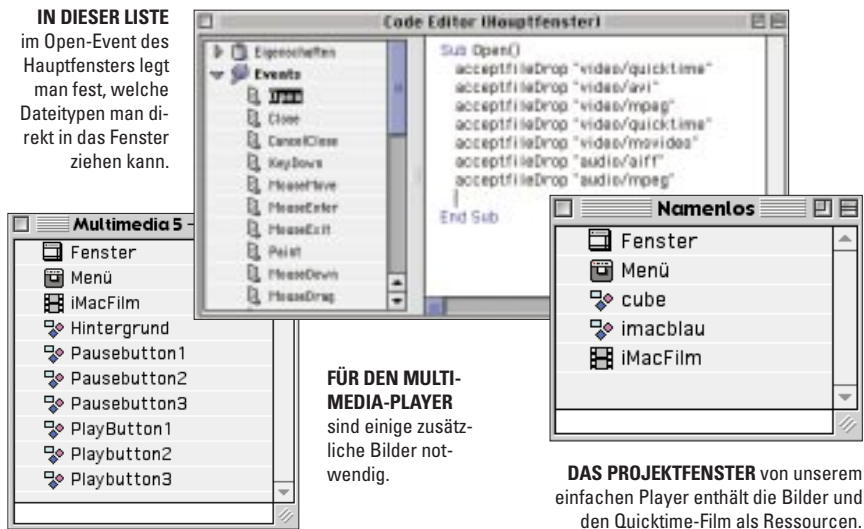 IN DIESER LISTE
im Open-Event des
Hauptfensters legt
man fest, welche
Dateitypen man di-
rekt in das Fenster
ziehen kann.
Code Editor (Hauptfenster)
Eigenschaften
Events
Open
Close
CancelClose
KeyDown
MouseMove
MouseEnter
MouseExit
Paint
MouseDown
MouseDrag
Sub Open()
acceptfileDrop "video/quicktime"
acceptfileDrop "video/avi"
acceptfileDrop "video/mpeg"
acceptfileDrop "video/quicktime"
acceptfileDrop "video/movideo"
acceptfileDrop "audio/aiff"
acceptfileDrop "audio/mpeg"
End Sub
Multimedia 5 -
Fenster
Menü
iMacFilm
Hintergrund
Pausebutton1
Pausebutton2
Pausebutton3
PlayButton1
Playbutton2
Playbutton3
FÜR DEN MULTI-
MEDIA-PLAYER
sind einige zusätz-
liche Bilder not-
wendig.
Namenlos
Fenster
Menü
cube
imacblau
iMacFilm
DAS PROJEKTFENSTER von unserem
einfachen Player enthält die Bilder und
den Quicktime-Film als Ressourcen.